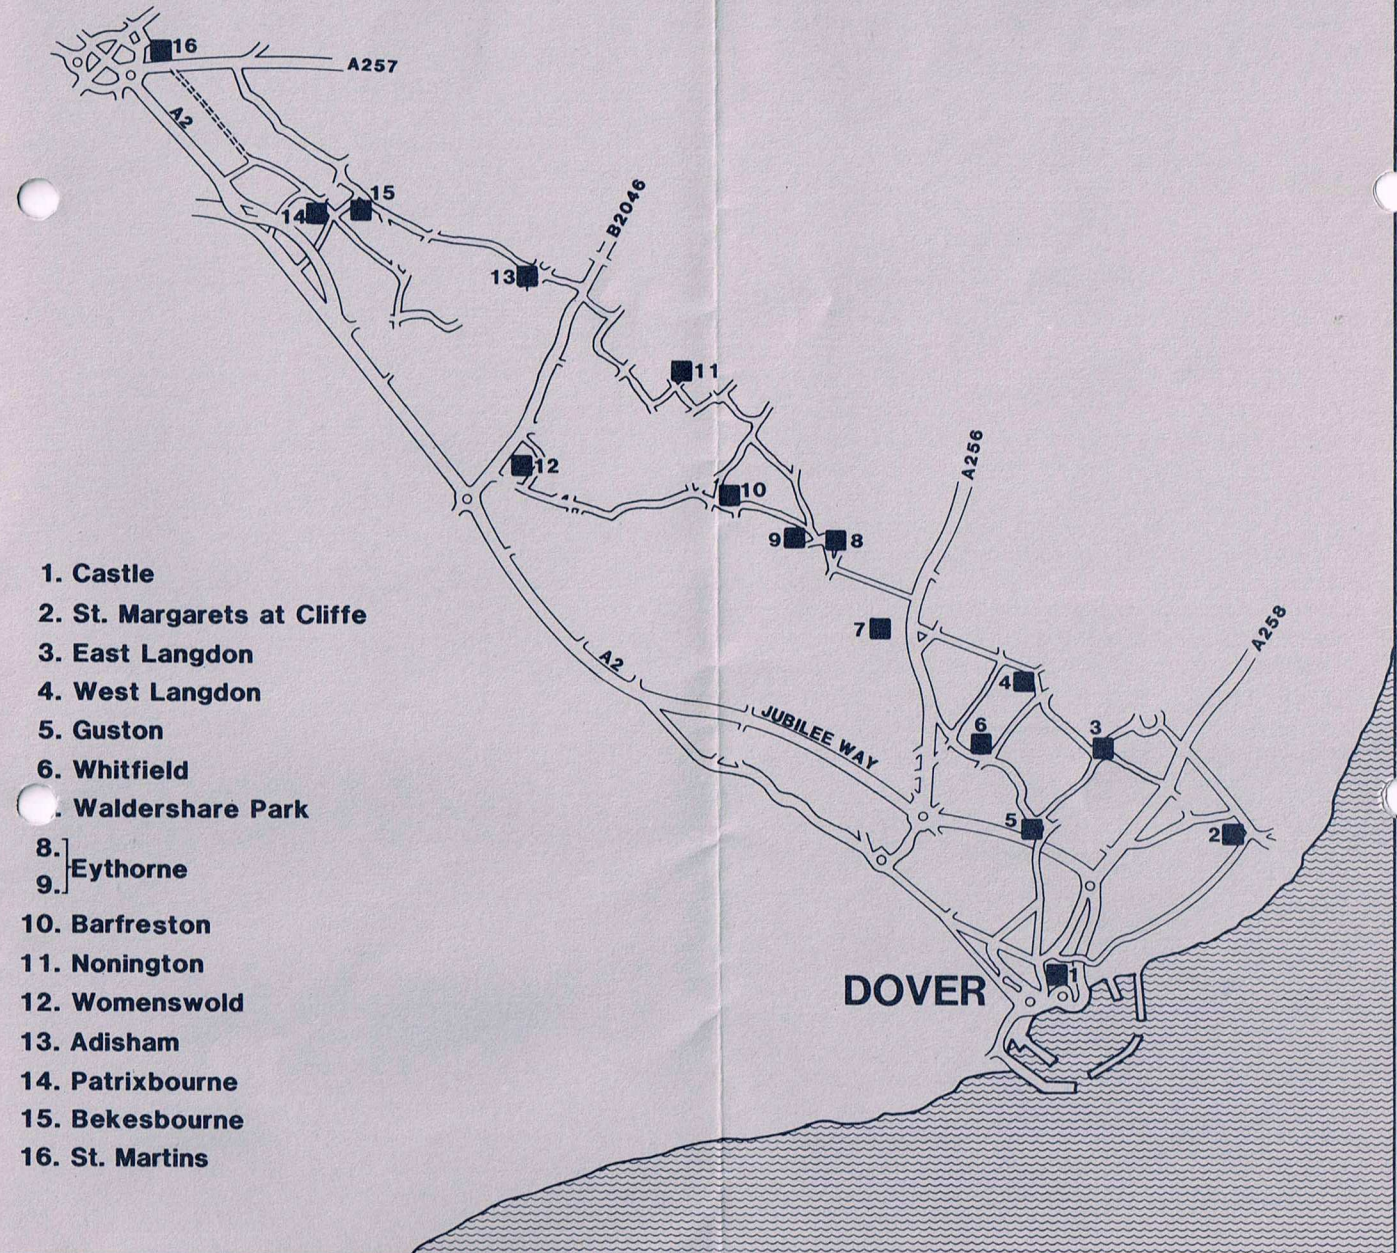 16
A257
A2
15
14
B2046
13
11
12
10
A256
9
8
7
A258
A2
4
JUBILEE WAY
6
3
5
2
DOVER
1
1. Castle
2. St. Margarets at Cliffe
3. East Langdon
4. West Langdon
5. Guston
6. Whitfield
. Waldershare Park
8.
Eythorne
9.
10. Barfreston
11. Nonington
12. Womenswold
13. Adisham
14. Patrixbourne
15. Bekesbourne
16. St. Martins